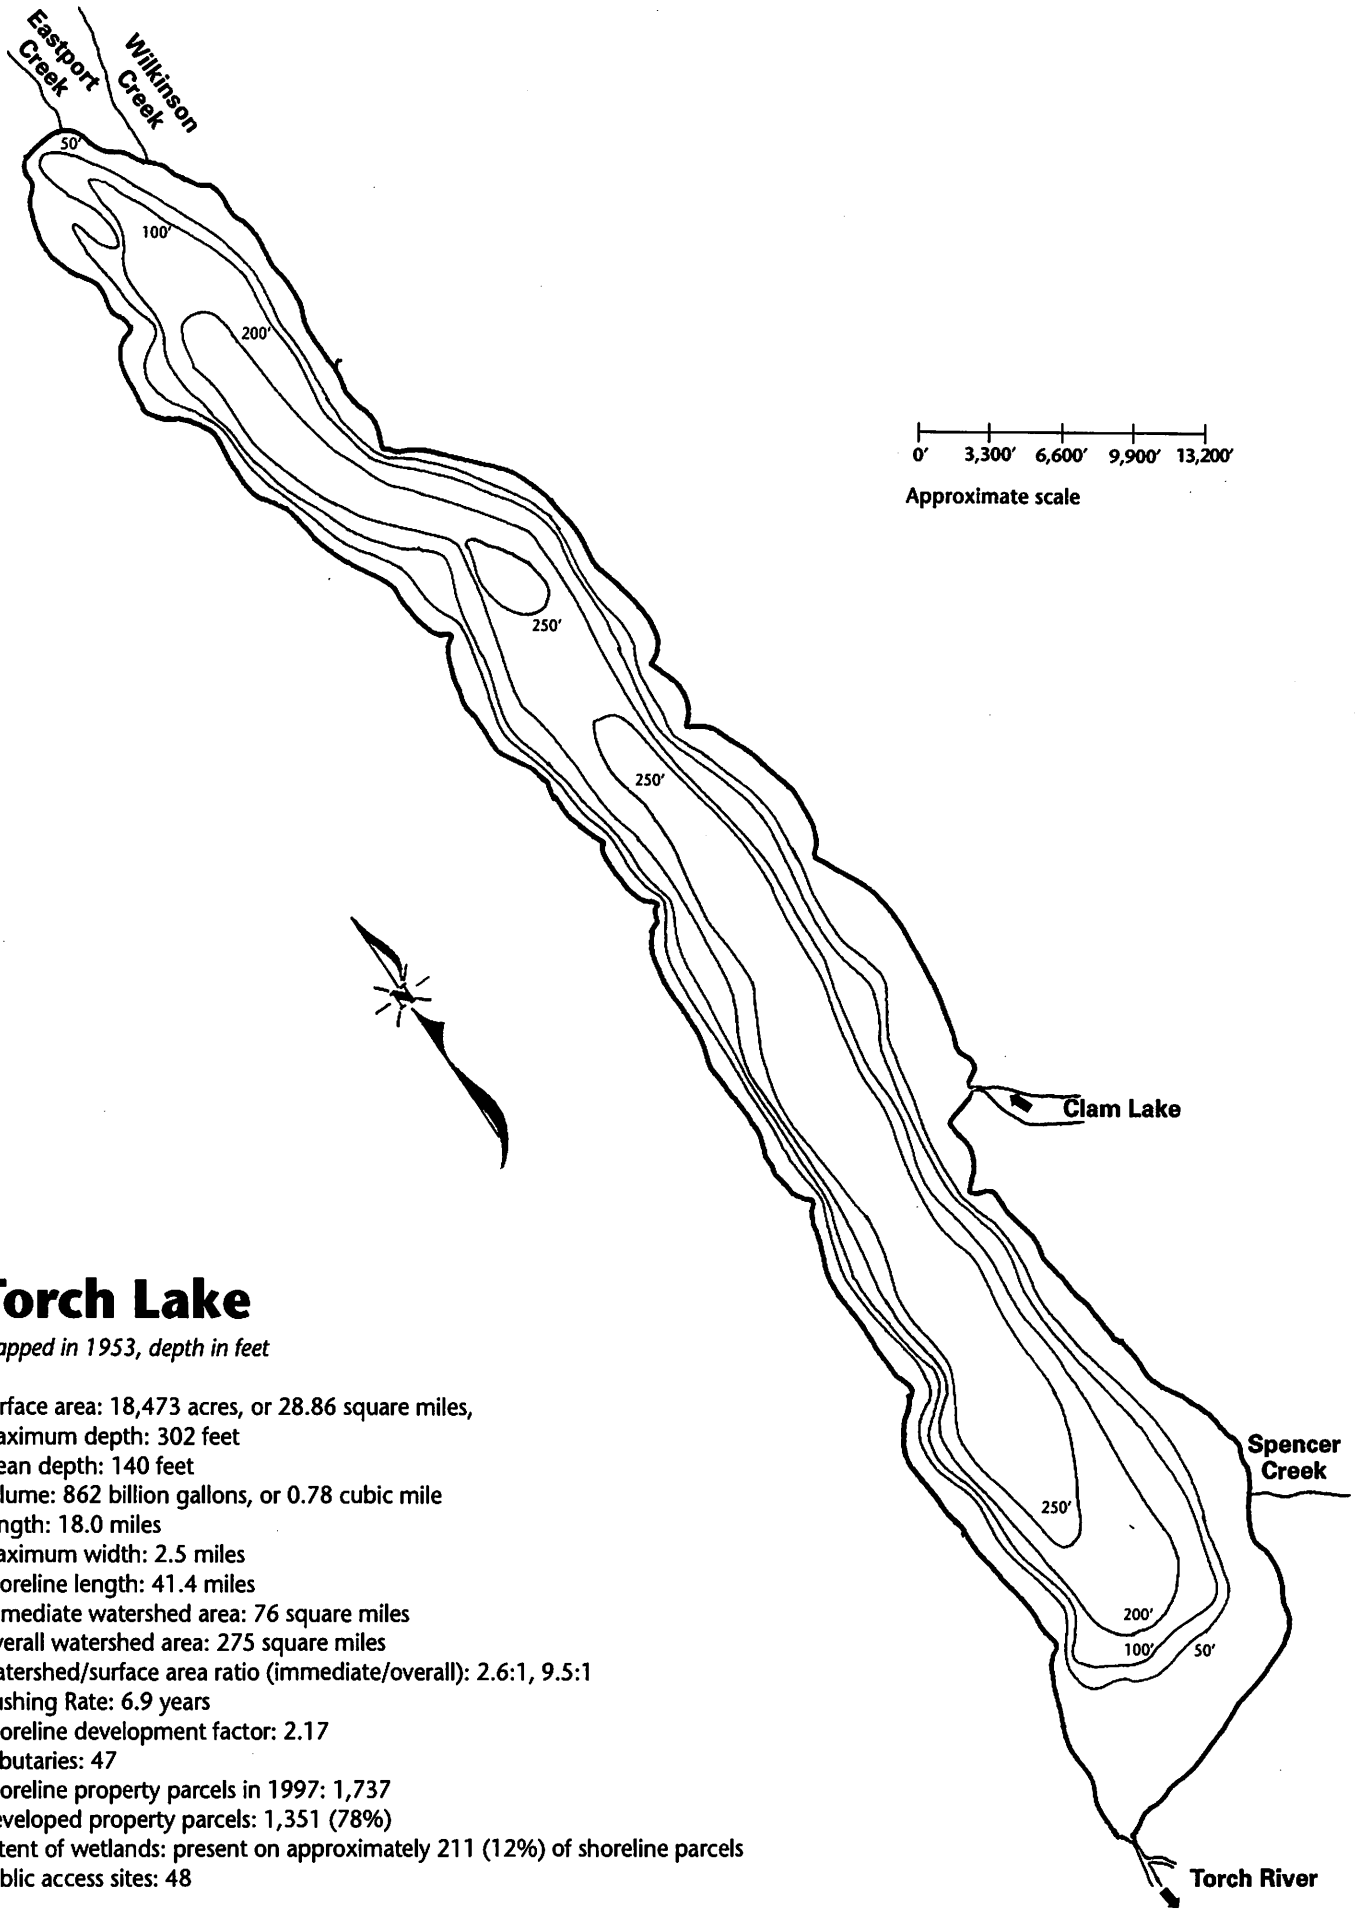 Eastport
Creek
Wilkinson
Creek
50'
100'
200'
0' 3,300' 6,600' 9,900' 13,200'
Approximate scale
250'
250'
N
Clam Lake
Torch Lake
apped in 1953, depth in feet
rface area: 18,473 acres, or 28.86 square miles,
aximum depth: 302 feet
ean depth: 140 feet
lume: 862 billion gallons, or 0.78 cubic mile
ngth: 18.0 miles
aximum width: 2.5 miles
oreline length: 41.4 miles
mediate watershed area: 76 square miles
verall watershed area: 275 square miles
atershed/surface area ratio (immediate/overall): 2.6:1, 9.5:1
ushing Rate: 6.9 years
oreline development factor: 2.17
butaries: 47
oreline property parcels in 1997: 1,737
eveloped property parcels: 1,351 (78%)
tent of wetlands: present on approximately 211 (12%) of shoreline parcels
blic access sites: 48
Spencer
Creek
250'
200'
100' 50'
Torch River